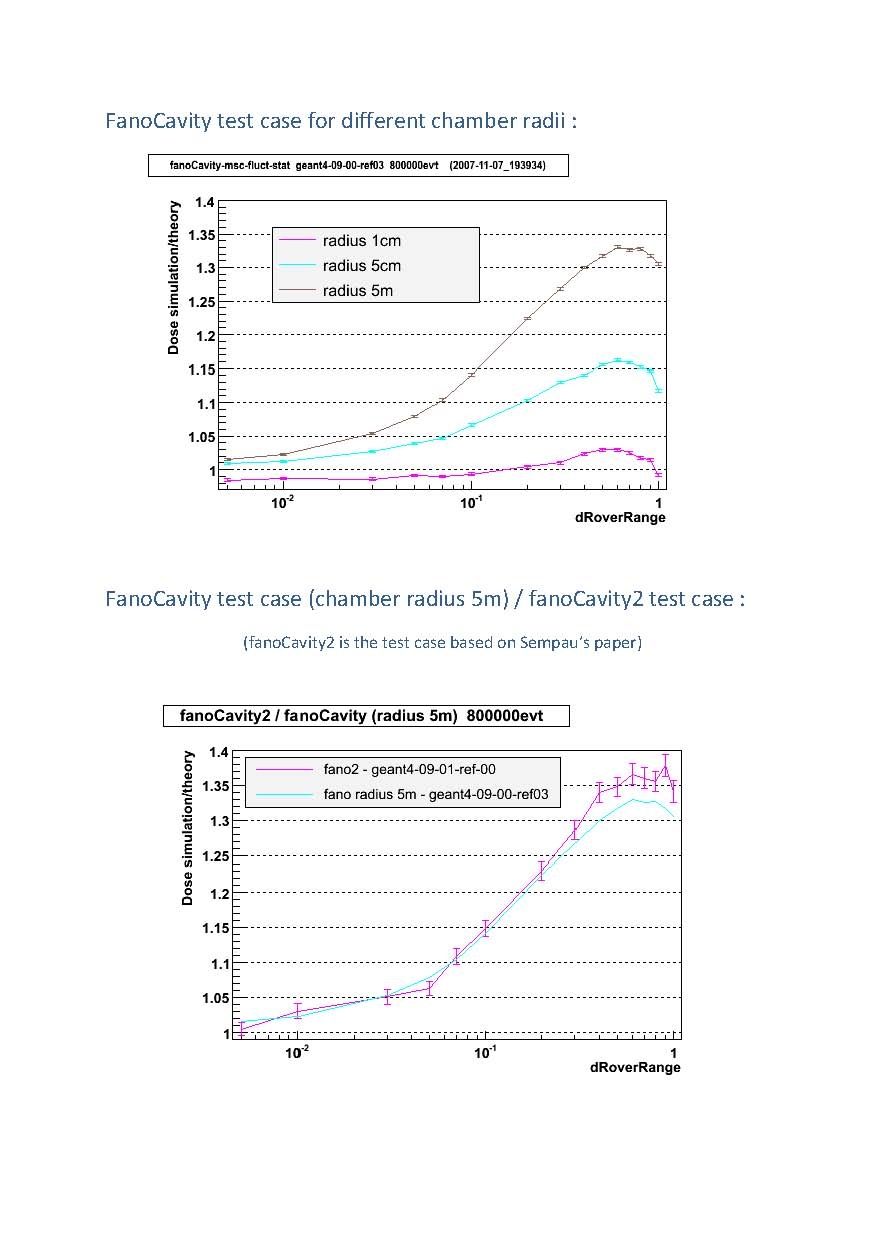 FanoCavity test case for different chamber radii :
fanoCavity-msc-fluct-stat geant4-09-00-ref03 800000evt (2007-11-07_193934)
Dose simulation/theory
1.4
1.35
1.3
1.25
1.2
1.15
1.1
1.05
1
radius 1cm
radius 5cm
radius 5m
10-2
10-1
1
dRoverRange
FanoCavity test case (chamber radius 5m) / fanoCavity2 test case :
(fanoCavity2 is the test case based on Sempau's paper)
fanoCavity2 / fanoCavity (radius 5m) 800000evt
Dose simulation/theory
1.4
1.35
1.3
1.25
1.2
1.15
1.1
1.05
1
fano2 - geant4-09-01-ref-00
fano radius 5m - geant4-09-00-ref03
10-2
10-1
1
dRoverRange